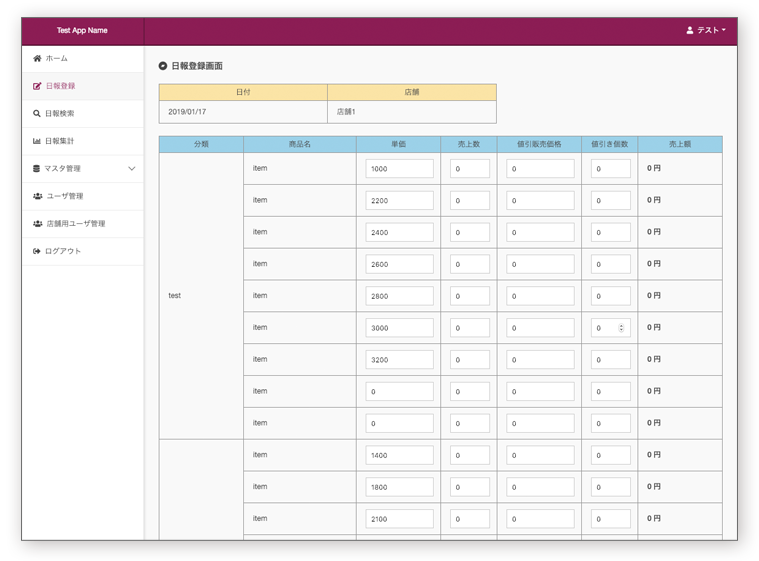 Test App Name
テスト
ホーム
日報登録
日報検索
日報集計
マスタ管理
ユーザ管理
店舗用ユーザ管理
ログアウト
日報登録画面
日付 店舗
2019/01/17 店舗1
分類 商品名 単価 売上数 値引販売価格 値引き個数 売上額
item 1000 0 0 0 0 円
item 2200 0 0 0 0 円
item 2400 0 0 0 0 円
item 2600 0 0 0 0 円
test item 2800 0 0 0 0 円
item 3000 0 0 0 0 円
item 3200 0 0 0 0 円
item 0 0 0 0 0 円
item 0 0 0 0 0 円
item 1400 0 0 0 0 円
item 1800 0 0 0 0 円
item 2100 0 0 0 0 円